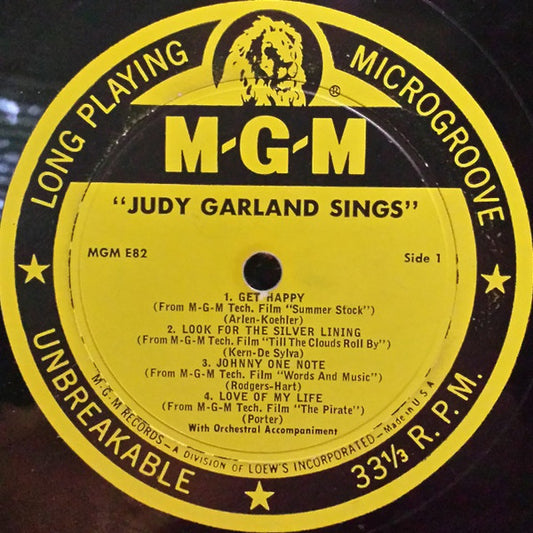 LONG PLAYING
MICROGROOVE
®
M-G-M
"JUDY GARLAND SINGS"
MGM E82
Side 1
1. GET HAPPY
(From M-G-M Tech. Film "Summer Stock")
(Arlen-Koehler)
2. LOOK FOR THE SILVER LINING
(From M-G-M Tech. Film "Till The Clouds Roll By")
(Kern-De Sylva)
3. JOHNNY ONE NOTE
(From M-G-M Tech. Film "Words And Music")
(Rodgers-Hart)
4. LOVE OF MY LIFE
(From M-G-M Tech. Film "The Pirate")
(Porter)
With Orchestral Accompaniment
M-G-M RECORDS—A DIVISION OF LOEW'S INCORPORATED—Made in U.S.A.
UNBREAKABLE
33⅓ R.P.M.